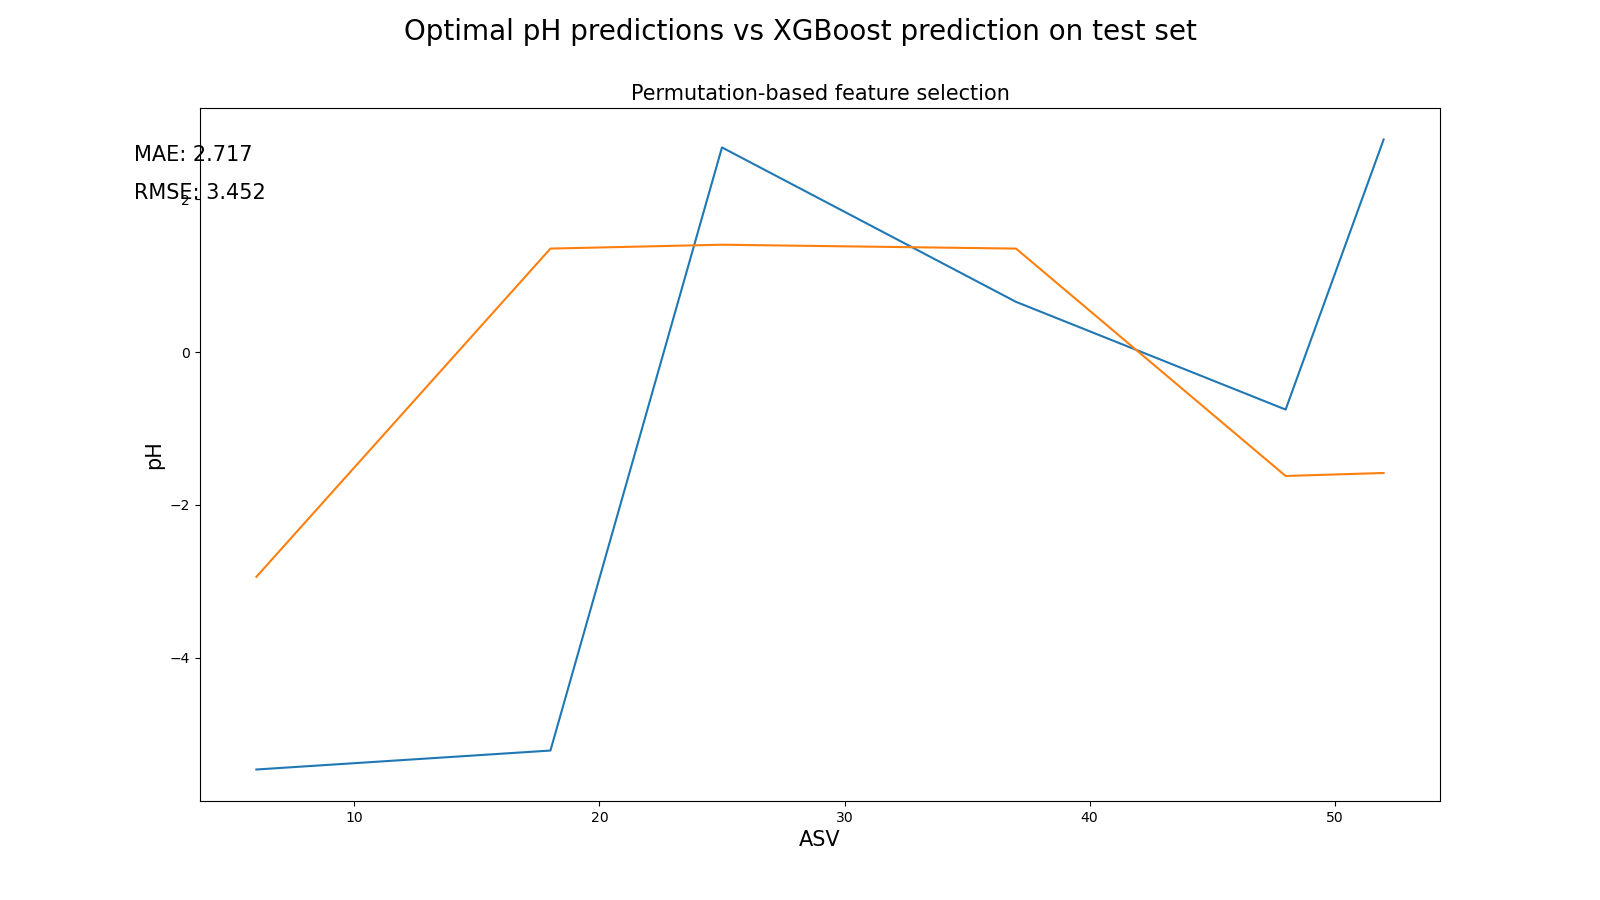 Optimal pH predictions vs XGBoost prediction on test set
Permutation-based feature selection
MAE: 2.717
RMSE: 3.452
2
0
−2
−4
pH
10 20 30 40 50
ASV